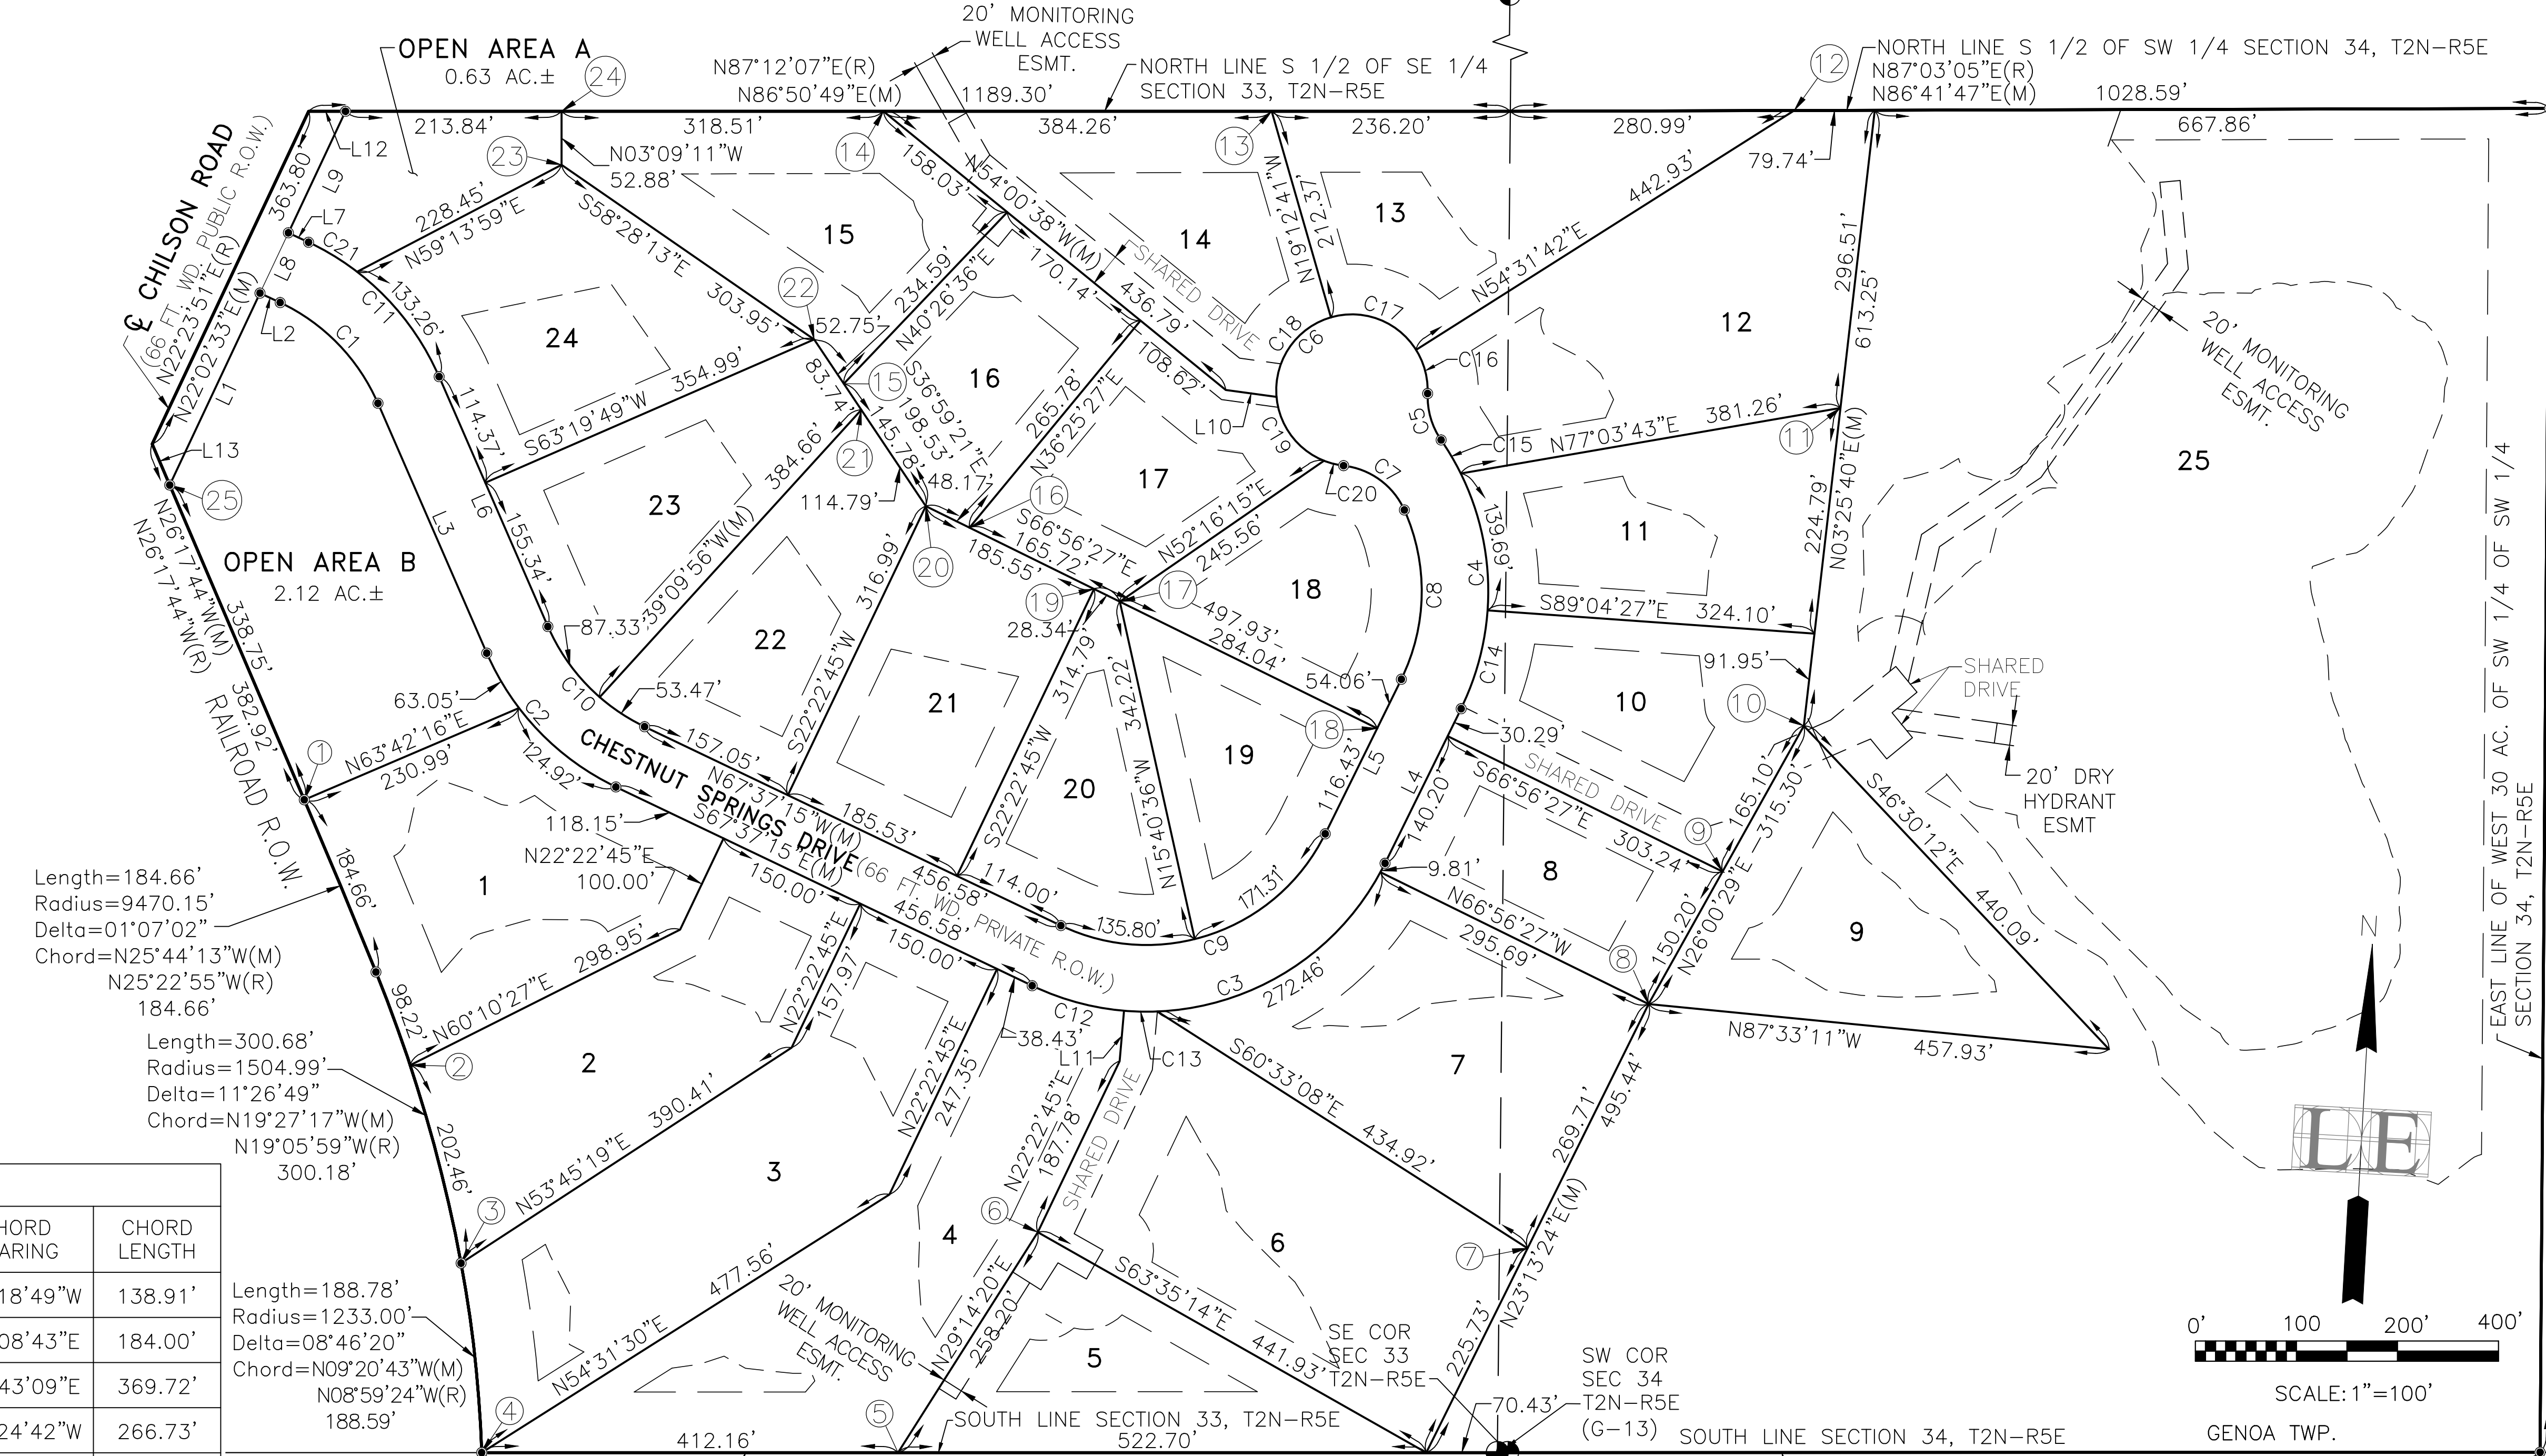 20' MONITORING
WELL ACCESS
ESMT.
OPEN AREA A
0.63 AC.±
24
N87°12'07"E(R)
N86°50'49"E(M)
1189.30'
NORTH LINE S 1/2 OF SE 1/4
SECTION 33, T2N-R5E
12
NORTH LINE S 1/2 OF SW 1/4 SECTION 34, T2N-R5E
N87°03'05"E(R)
N86°41'47"E(M)
1028.59'
213.84'
318.51'
384.26'
236.20'
280.99'
79.74'
667.86'
℄ CHILSON ROAD
(66 FT. WD. PUBLIC R.O.W.)
N22°23'51"E(R)
N22°02'33"E(M)
363.80'
L12
L9
L7
L8
L2
L1
L13
25
C21
C11
C1
133.26'
23
N03°09'11"W
52.88'
228.45'
N59°13'59"E
S58°28'13"E
303.95'
14
158.03'
N54°00'38"W(M)
170.14'
436.79'
108.62'
SHARED DRIVE
13
N19°12'41"W
212.37'
442.93'
N54°31'42"E
15
14
13
12
24
22
52.75'
234.59'
N40°26'36"E
15
83.74'
S36°59'21"E
198.53'
145.78'
48.17'
114.79'
16
265.78'
N36°25'27"E
C17
C18
C6
C16
C5
C15
C19
C20
C7
L10
296.51'
613.25'
N03°25'40"E(M)
224.79'
91.95'
11
N77°03'43"E
381.26'
20' MONITORING
WELL ACCESS
ESMT.
25
354.99'
S63°19'49"W
114.37'
L6
155.34'
23
384.66'
39°09'56"W(M)
21
20
316.99'
S22°22'45"W
16
17
S66°56'27"E
165.72'
185.55'
N52°16'15"E
245.56'
19
17
28.34'
18
497.93'
284.04'
11
139.69'
C4
C8
S89°04'27"E
324.10'
C14
54.06'
18
10
10
30.29'
SHARED
DRIVE
20' DRY
HYDRANT
ESMT
EAST LINE OF WEST 30 AC. OF SW 1/4 OF SW 1/4
SECTION 34, T2N-R5E
N26°17'44"W(M)
N26°17'44"W(R)
338.75'
382.92'
RAILROAD R.O.W.
OPEN AREA B
2.12 AC.±
L3
87.33'
C10
53.47'
22
21
20
19
314.79
S22°22'45"W
342.22'
N15°40'36"W
116.43'
L5
L4
140.20'
1
63.05'
N63°42'16"E
230.99'
C2
124.92'
CHESTNUT SPRINGS DRIVE
(66 FT. WD. PRIVATE R.O.W.)
157.05'
N67°37'15"W(M)
185.53'
S67°37'15"E(M)
456.58'
114.00'
135.80'
171.31'
C9
C3
272.46'
S66°56'27"E
SHARED DRIVE
303.24'
9
165.10'
315.30'
N26°00'29"E
150.20'
S46°30'12"E
440.09'
9
8
9.81'
N66°56'27"W
295.69'
8
N87°33'11"W
457.93'
118.15'
N22°22'45"E
100.00'
150.00'
456.58'
150.00'
1
184.66'
Length=184.66'
Radius=9470.15'
Delta=01°07'02"
Chord=N25°44'13"W(M)
N25°22'55"W(R)
184.66'
98.22'
N60°10'27"E
298.95'
2
2
N22°22'45"E
157.97'
N22°22'45"E
247.35'
38.43'
C12
L11
C13
Length=300.68'
Radius=1504.99'
Delta=11°26'49"
Chord=N19°27'17"W(M)
N19°05'59"W(R)
300.18'
202.46'
390.41'
N53°45'19"E
3
3
N22°22'45"E
187.78'
SHARED DRIVE
6
S60°33'08"E
434.92'
7
269.71'
495.44'
N23°13'24"E(M)
7
225.73'
477.56'
N54°31'30"E
4
4
20' MONITORING
WELL ACCESS
ESMT.
N29°14'20"E
258.20'
S63°35'14"E
441.93'
6
5
5
Length=188.78'
Radius=1233.00'
Delta=08°46'20"
Chord=N09°20'43"W(M)
N08°59'24"W(R)
188.59'
HORD
ARING
CHORD
LENGTH
18'49"W
138.91'
08'43"E
184.00'
43'09"E
369.72'
24'42"W
266.73'
412.16'
SOUTH LINE SECTION 33, T2N-R5E
522.70'
SE COR
SEC 33
T2N-R5E
70.43'
SW COR
SEC 34
T2N-R5E
(G-13)
SOUTH LINE SECTION 34, T2N-R5E
N
LE
0' 100 200' 400'
SCALE: 1"=100'
GENOA TWP.